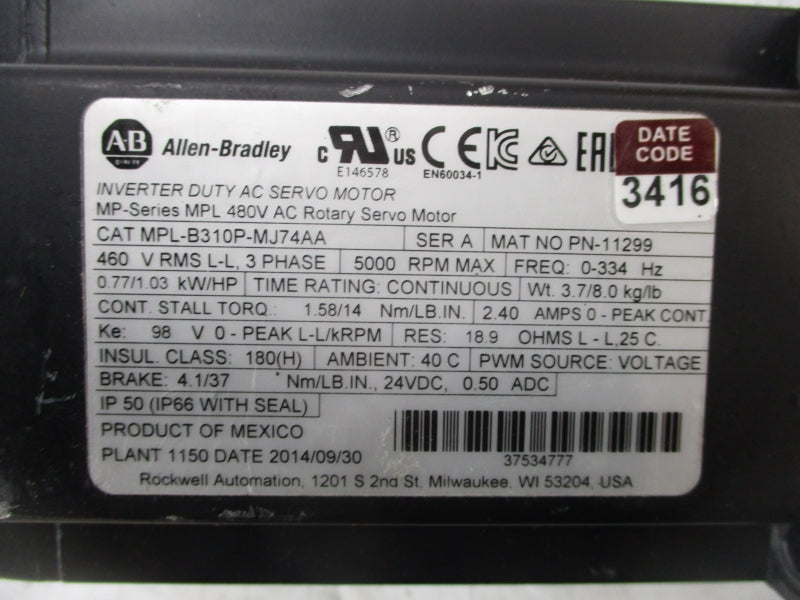 A-B
QUALITY
Allen-Bradley
c RU ® US
E146578
CE
EN60034-1
EAC
DATE CODE
3416
INVERTER DUTY AC SERVO MOTOR
MP-Series MPL 480V AC Rotary Servo Motor
CAT MPL-B310P-MJ74AA SER A MAT NO PN-11299
460 V RMS L-L, 3 PHASE 5000 RPM MAX FREQ: 0-334 Hz
0.77/1.03 kW/HP TIME RATING: CONTINUOUS Wt. 3.7/8.0 kg/lb
CONT. STALL TORQ.: 1.58/14 Nm/LB.IN. 2.40 AMPS 0 - PEAK CONT.
Ke: 98 V 0 - PEAK L-L/kRPM RES: 18.9 OHMS L - L,25 C.
INSUL. CLASS: 180(H) AMBIENT: 40 C PWM SOURCE: VOLTAGE
BRAKE: 4.1/37 Nm/LB.IN., 24VDC, 0.50 ADC
IP 50 (IP66 WITH SEAL)
PRODUCT OF MEXICO
PLANT 1150 DATE 2014/09/30
37534777
Rockwell Automation, 1201 S 2nd St, Milwaukee, WI 53204, USA